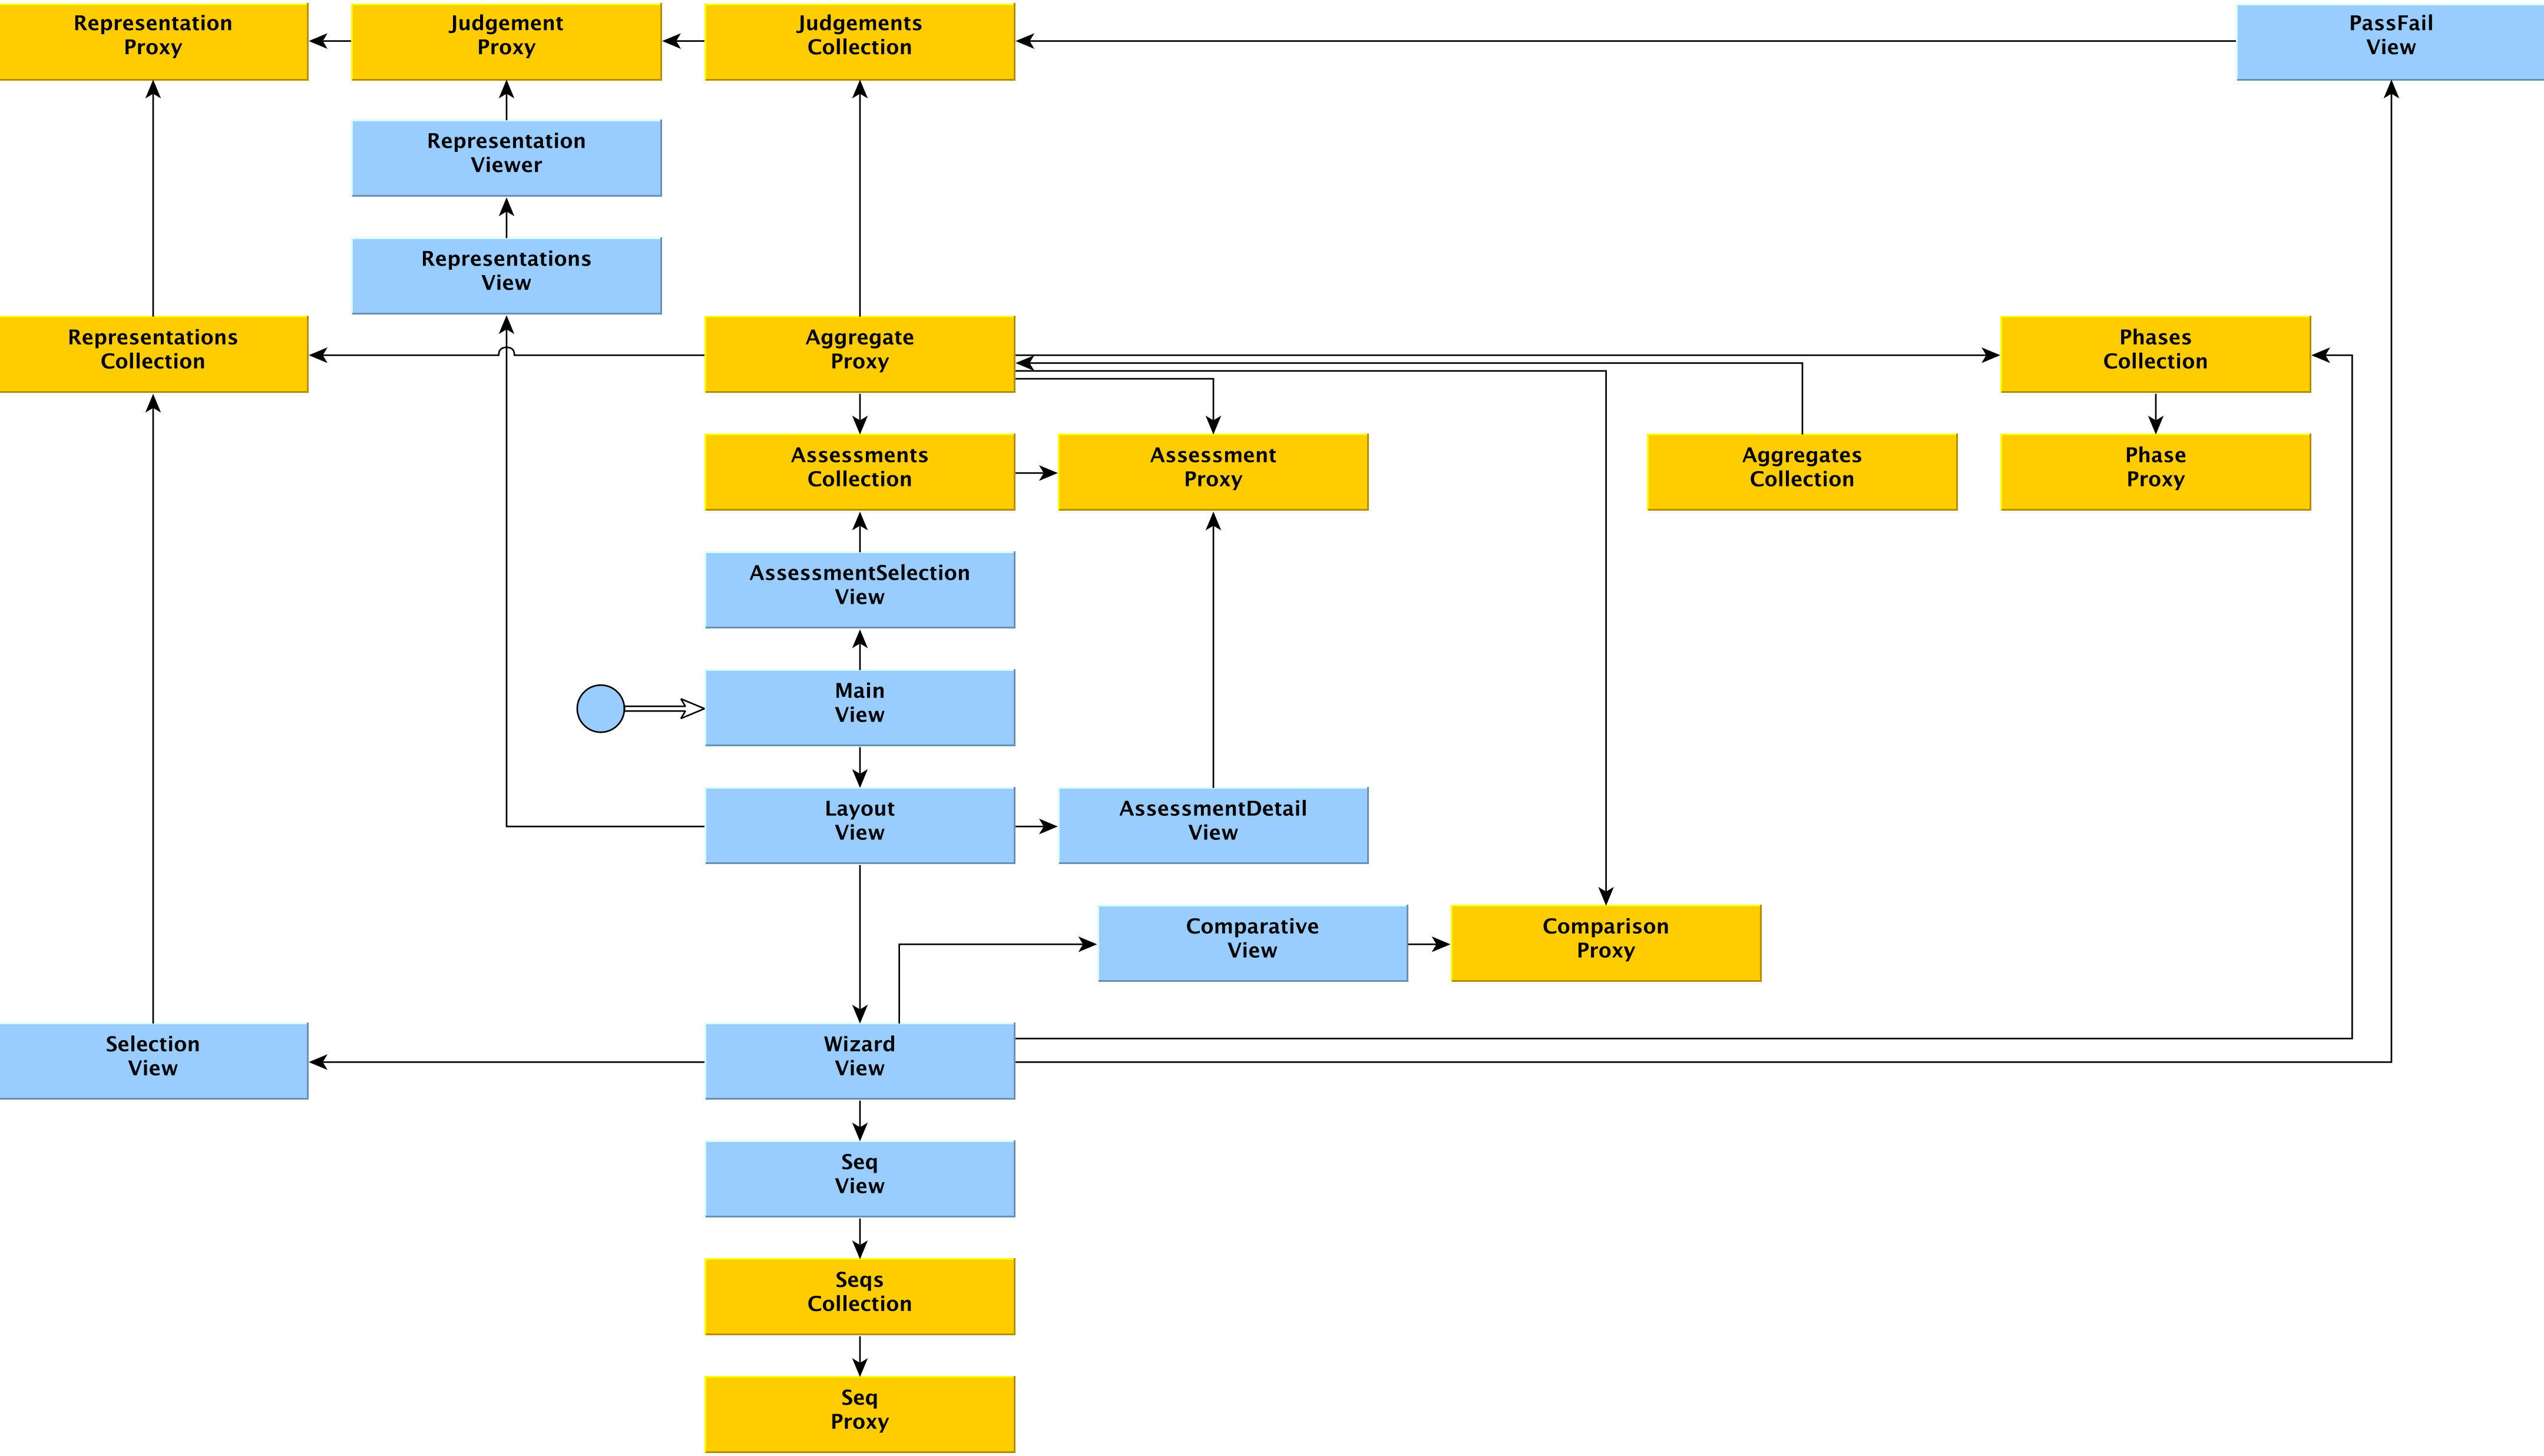 Representation
Proxy
Judgement
Proxy
Judgements
Collection
PassFail
View
Representation
Viewer
Representations
View
Representations
Collection
Aggregate
Proxy
Phases
Collection
Assessments
Collection
Assessment
Proxy
Aggregates
Collection
Phase
Proxy
AssessmentSelection
View
Main
View
Layout
View
AssessmentDetail
View
Comparative
View
Comparison
Proxy
Selection
View
Wizard
View
Seq
View
Seqs
Collection
Seq
Proxy